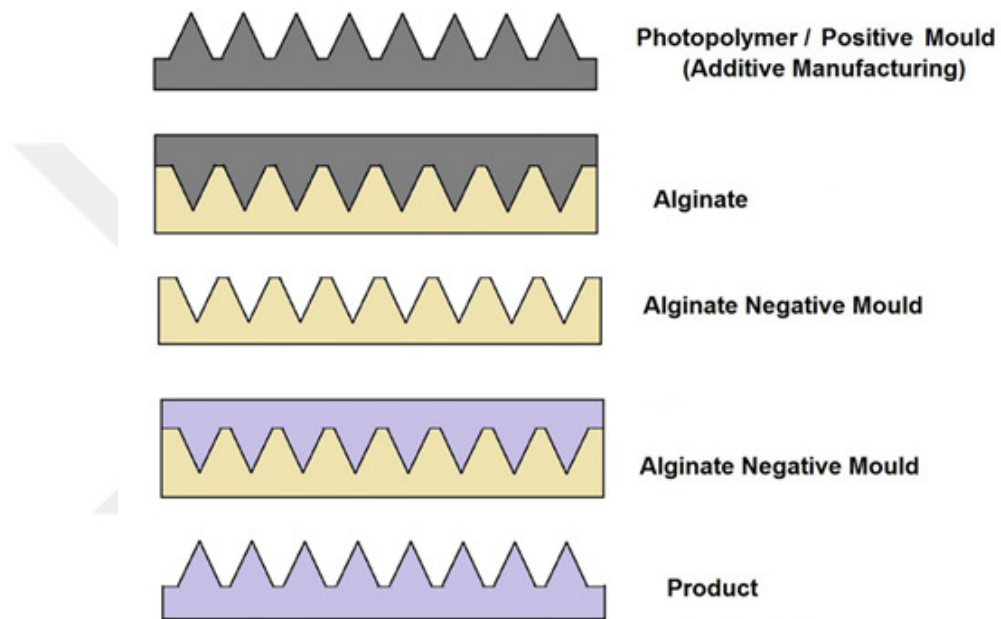 Photopolymer / Positive Mould
(Additive Manufacturing)
Alginate
Alginate Negative Mould
Alginate Negative Mould
Product